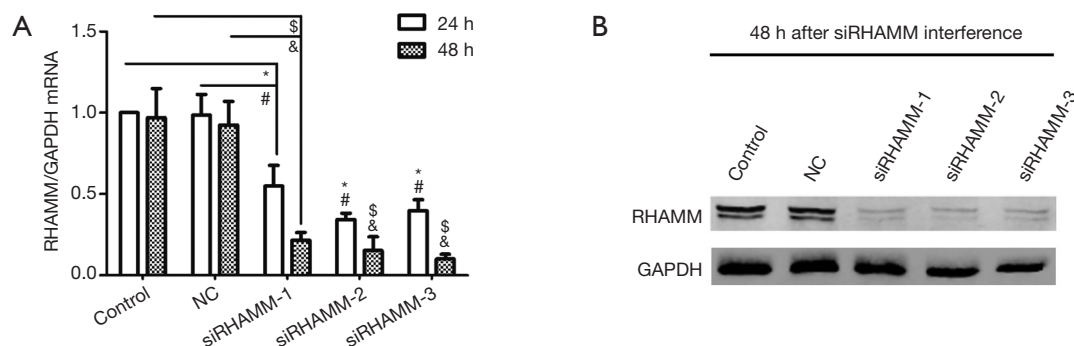 A
RHAMM/GAPDH mRNA
1.5
1.0
0.5
0.0
$
&
*
#
*
#
$
&
*
#
$
&
24 h
48 h
Control
NC
siRHAMM-1
siRHAMM-2
siRHAMM-3
B
48 h after siRHAMM interference
Control
NC
siRHAMM-1
siRHAMM-2
siRHAMM-3
RHAMM
GAPDH